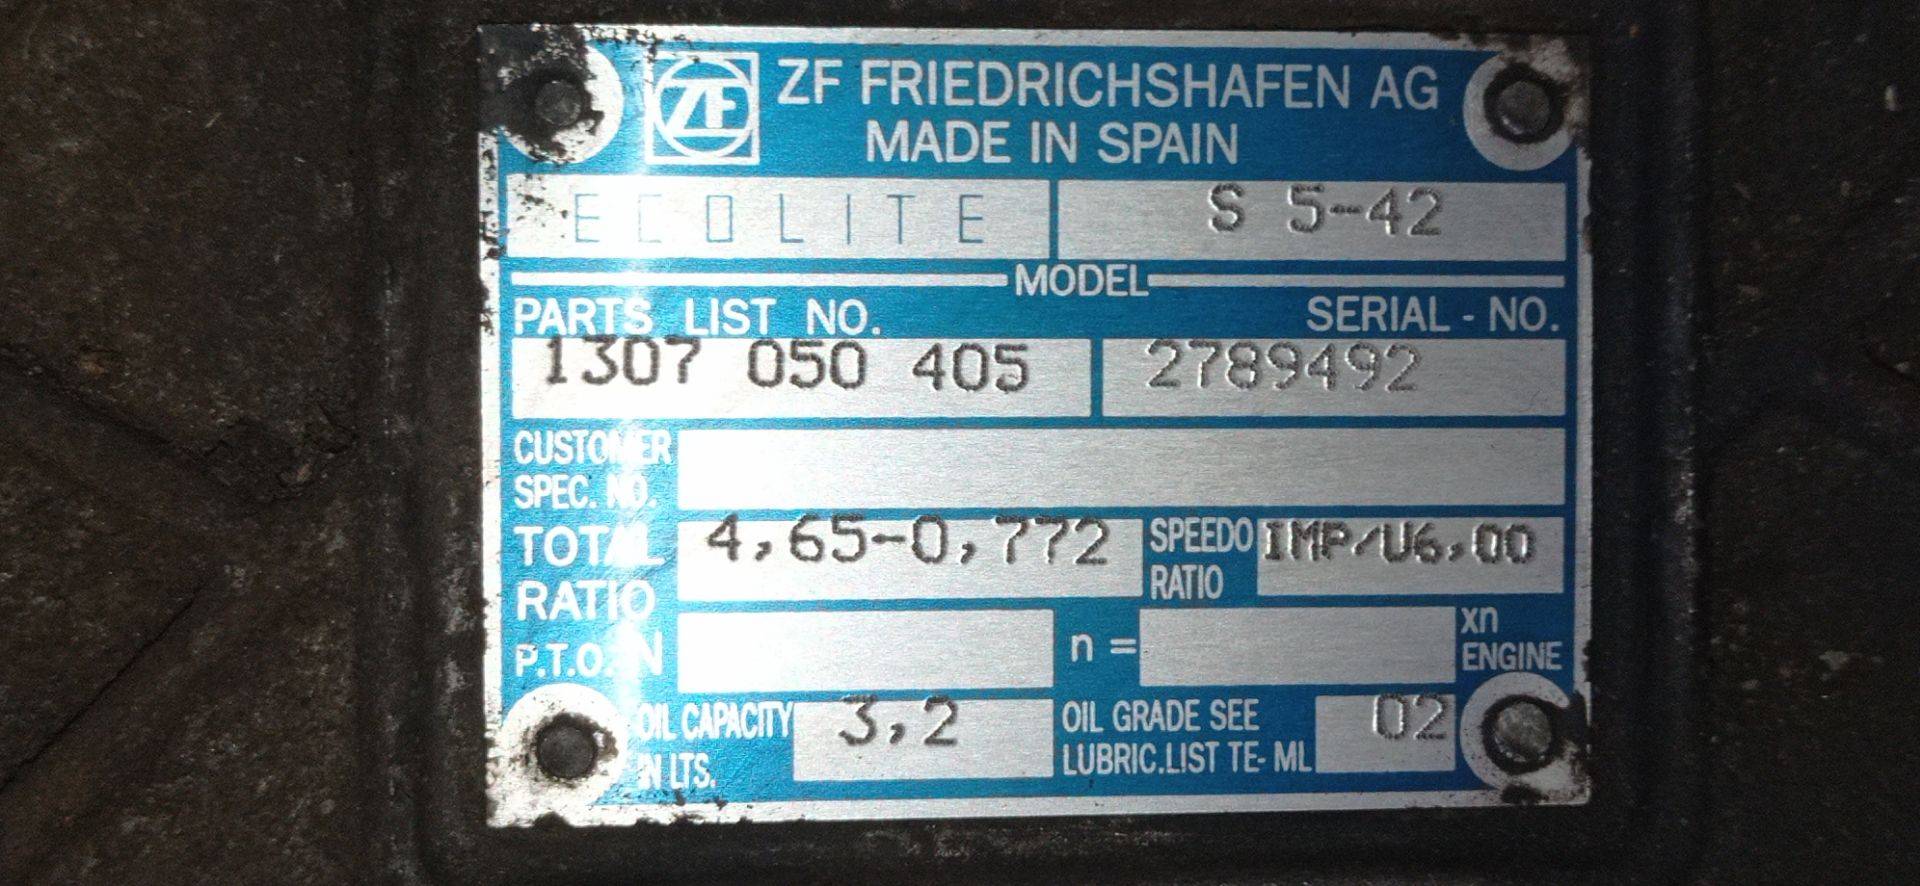 ZF ZF FRIEDRICHSHAFEN AG
MADE IN SPAIN
ECOLITE S 5-42
MODEL
PARTS LIST NO. SERIAL - NO.
1307 050 405 2789492
CUSTOMER
SPEC. NO.
TOTAL
RATIO 4,65-0,772 SPEEDO
RATIO IMP/U6,00
P.T.O. N n = xn
ENGINE
OIL CAPACITY
IN LTS. 3,2 OIL GRADE SEE
LUBRIC.LIST TE- ML 02